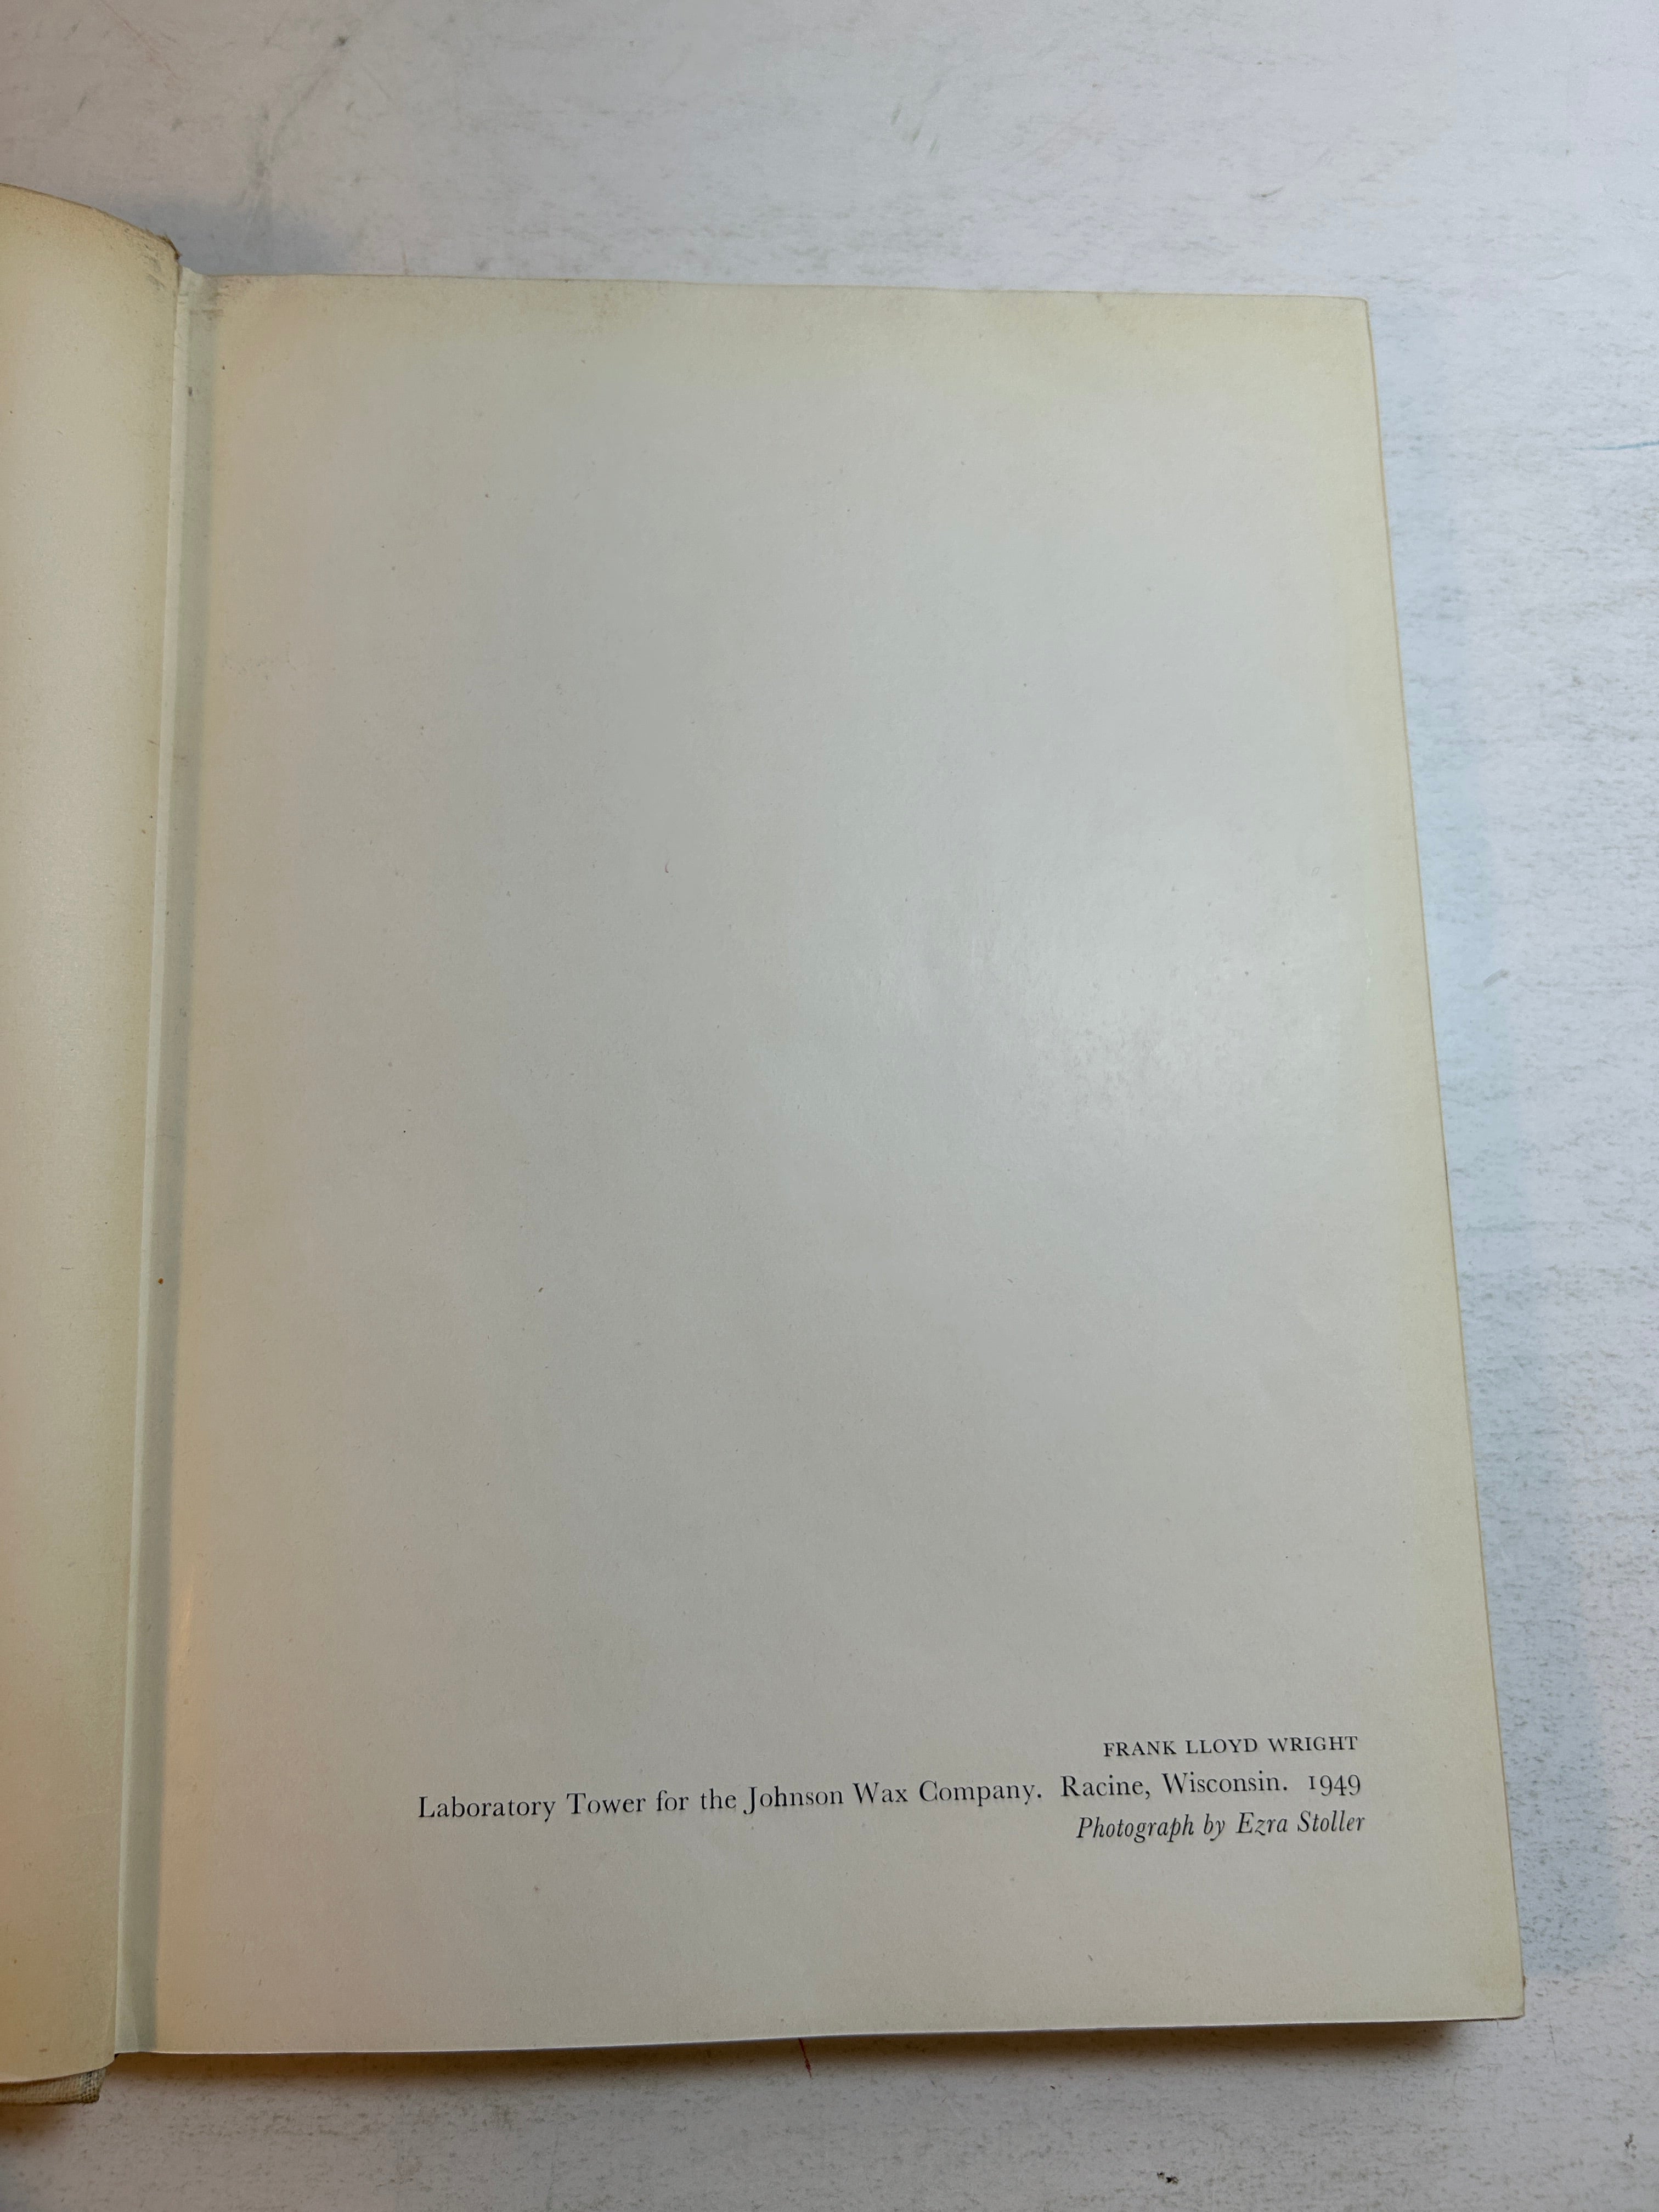 FRANK LLOYD WRIGHT
Laboratory Tower for the Johnson Wax Company. Racine, Wisconsin. 1949
Photograph by Ezra Stoller